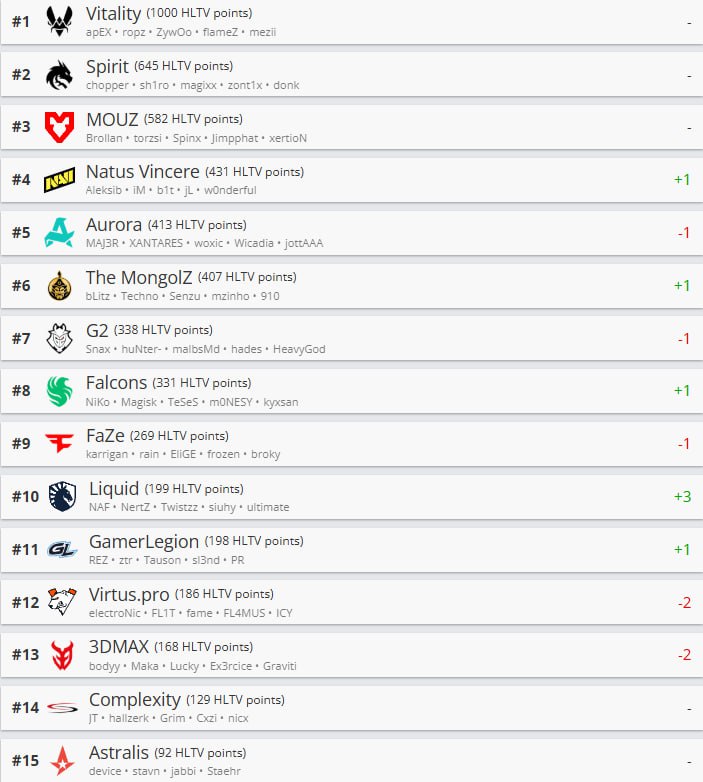 #1 Vitality (1000 HLTV points) -
apEX • ropz • ZywOo • flameZ • mezii
#2 Spirit (645 HLTV points) -
chopper • sh1ro • magixx • zont1x • donk
#3 MOUZ (582 HLTV points) -
Brollan • torzsi • Spinx • Jimpphat • xertioN
#4 NAVI Natus Vincere (431 HLTV points) +1
Aleksib • iM • b1t • jL • w0nderful
#5 Aurora (413 HLTV points) -1
MAJ3R • XANTARES • woxic • Wicadia • jottAAA
#6 The MongolZ (407 HLTV points) +1
bLitz • Techno • Senzu • mzinho • 910
#7 G2 (338 HLTV points) -1
Snax • huNter- • malbsMd • hades • HeavyGod
#8 Falcons (331 HLTV points) +1
NiKo • Magisk • TeSeS • m0NESY • kyxsan
#9 FaZe (269 HLTV points) -1
karrigan • rain • EliGE • frozen • broky
#10 Liquid (199 HLTV points) +3
NAF • NertZ • Twistzz • siuhy • ultimate
#11 GL GamerLegion (198 HLTV points) +1
REZ • ztr • Tauson • sl3nd • PR
#12 Virtus.pro (186 HLTV points) -2
electroNic • FL1T • fame • FL4MUS • ICY
#13 3DMAX (168 HLTV points) -2
bodyy • Maka • Lucky • Ex3rcice • Graviti
#14 Complexity (129 HLTV points) -
JT • hallzerk • Grim • Cxzi • nicx
#15 Astralis (92 HLTV points) -
device • stavn • jabbi • Staehr